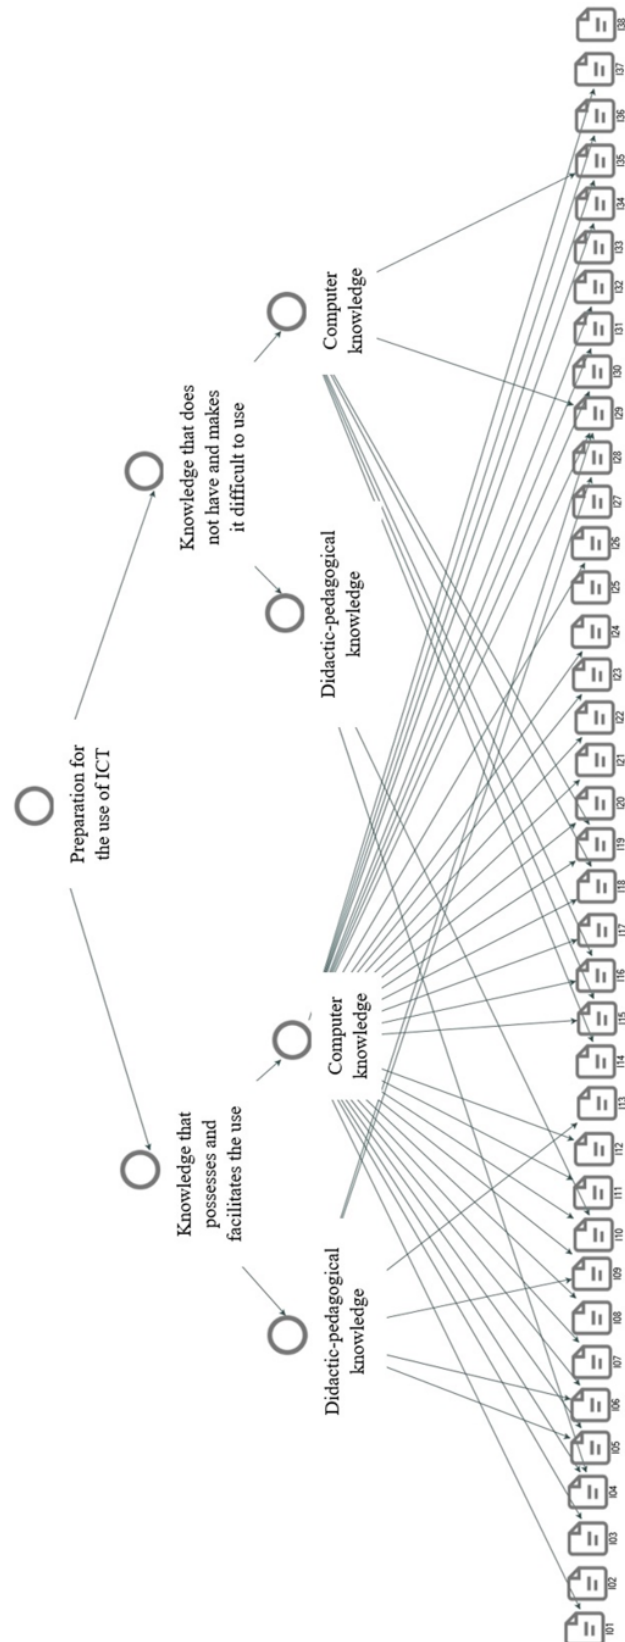 Preparation for
the use of ICT
Knowledge that
possesses and
facilitates the use
Knowledge that does
not have and makes
it difficult to use
Didactic-pedagogical
knowledge
Computer
knowledge
Didactic-pedagogical
knowledge
Computer
knowledge
I01
I02
I03
I04
I05
I06
I07
I08
I09
I10
I11
I12
I13
I14
I15
I16
I17
I18
I19
I20
I21
I22
I23
I24
I25
I26
I27
I28
I29
I30
I31
I32
I33
I34
I35
I36
I37
I38